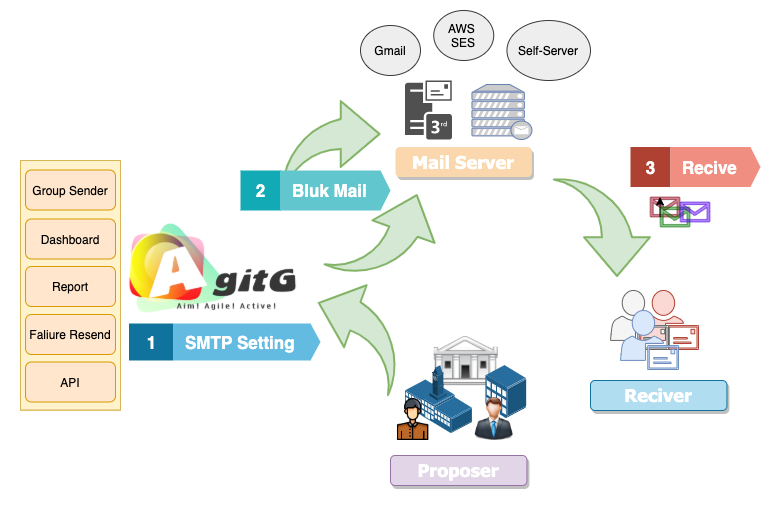 Gmail
AWS
SES
Self-Server
3rd
Mail Server
2 Bluk Mail
3 Recive
Group Sender
Dashboard
Report
Faliure Resend
API
AgitG
Aim! Agile! Active!
1 SMTP Setting
Reciver
Proposer